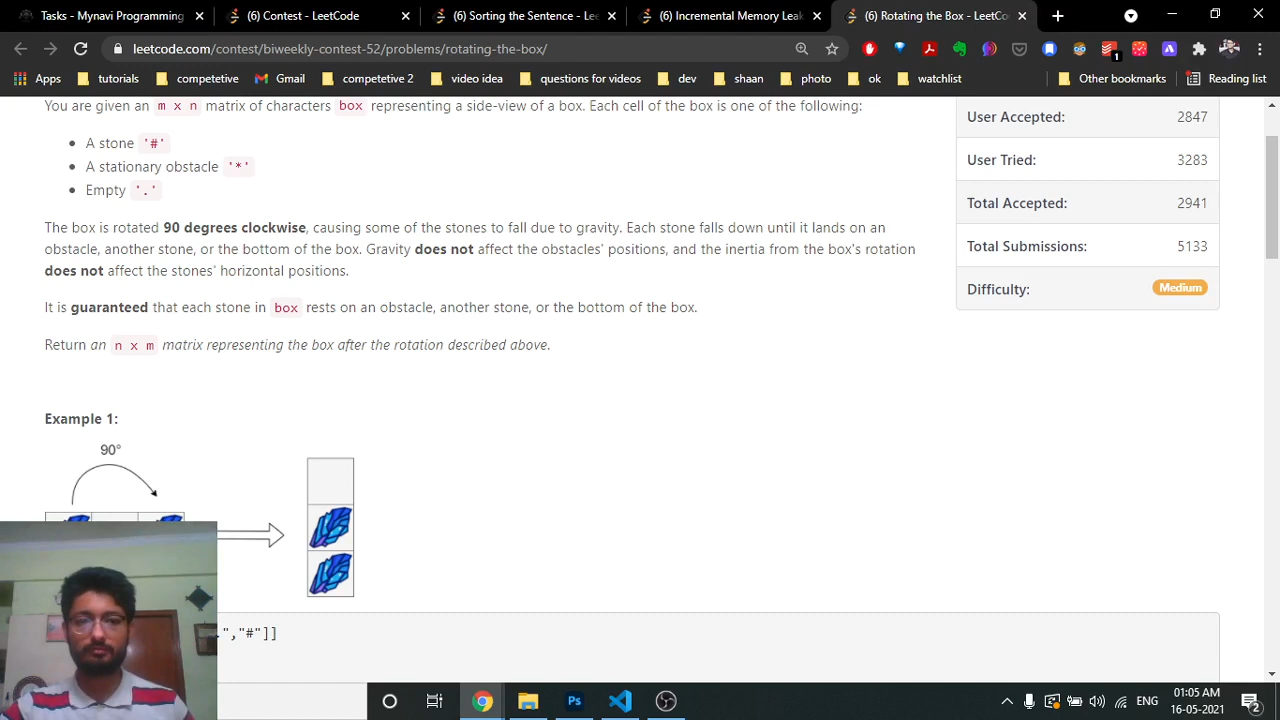 Tasks - Mynavi Programming
(6) Contest - LeetCode
(6) Sorting the Sentence - Lee
(6) Incremental Memory Leak
(6) Rotating the Box - LeetCo
leetcode.com/contest/biweekly-contest-52/problems/rotating-the-box/
1
Apps tutorials competetive Gmail competetive 2 video idea questions for videos dev shaan photo ok watchlist Other bookmarks Reading list
You are given an m x n matrix of characters box representing a side-view of a box. Each cell of the box is one of the following:
• A stone '#'
• A stationary obstacle '*'
• Empty '.'
The box is rotated 90 degrees clockwise, causing some of the stones to fall due to gravity. Each stone falls down until it lands on an
obstacle, another stone, or the bottom of the box. Gravity does not affect the obstacles' positions, and the inertia from the box's rotation
does not affect the stones' horizontal positions.
It is guaranteed that each stone in box rests on an obstacle, another stone, or the bottom of the box.
Return an n x m matrix representing the box after the rotation described above.
User Accepted: 2847
User Tried: 3283
Total Accepted: 2941
Total Submissions: 5133
Difficulty: Medium
Example 1:
90°
","#"]]
ENG
01:05 AM
16-05-2021
2